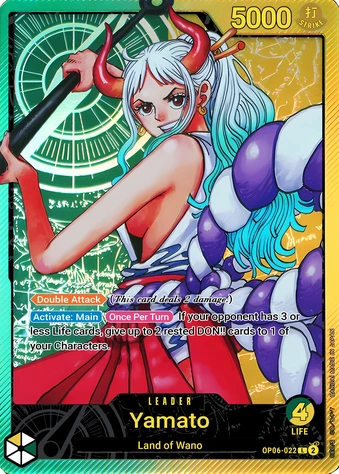 5000
打
STRIKE
Double Attack (This card deals 2 damage.)
Activate: Main Once Per Turn If your opponent has 3 or
less Life cards, give up to 2 rested DON!! cards to 1 of
your Characters.
LEADER
Yamato
Land of Wano
4
LIFE
OP06-022 L 2